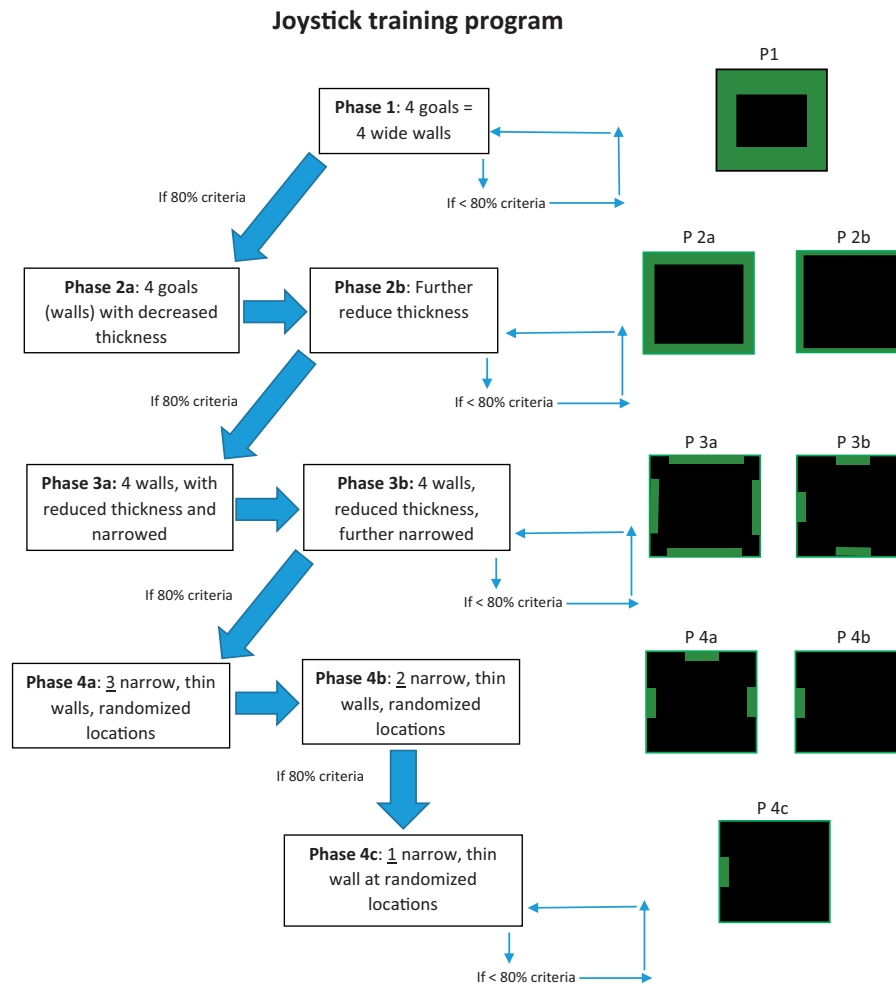 Joystick training program
P1
Phase 1: 4 goals =
4 wide walls
If 80% criteria
If < 80% criteria
P 2a
P 2b
Phase 2a: 4 goals
(walls) with decreased
thickness
Phase 2b: Further
reduce thickness
If 80% criteria
If < 80% criteria
P 3a
P 3b
Phase 3a: 4 walls, with
reduced thickness and
narrowed
Phase 3b: 4 walls,
reduced thickness,
further narrowed
If 80% criteria
If < 80% criteria
P 4a
P 4b
Phase 4a: 3 narrow, thin
walls, randomized
locations
Phase 4b: 2 narrow, thin
walls, randomized
locations
If 80% criteria
P 4c
Phase 4c: 1 narrow, thin
wall at randomized
locations
If < 80% criteria